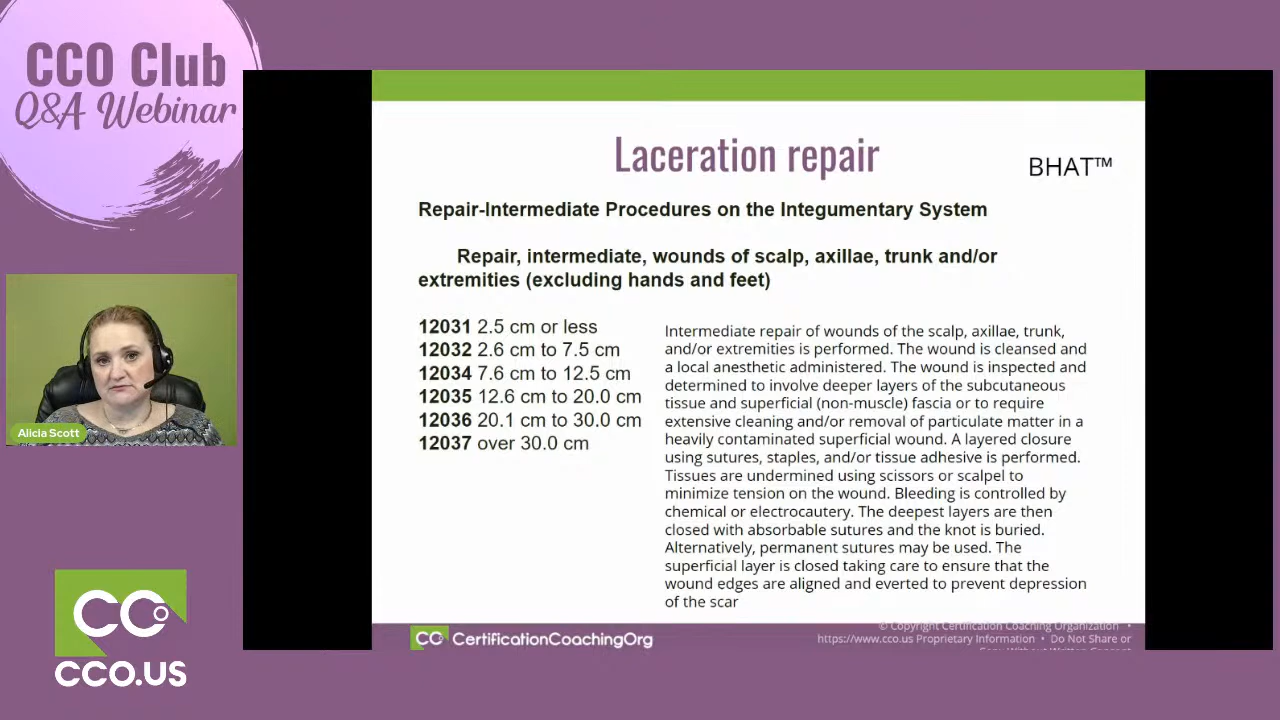 CCO Club
Q&A Webinar
Laceration repair
BHAT™
Repair-Intermediate Procedures on the Integumentary System
Repair, intermediate, wounds of scalp, axillae, trunk and/or
extremities (excluding hands and feet)
12031 2.5 cm or less
12032 2.6 cm to 7.5 cm
12034 7.6 cm to 12.5 cm
12035 12.6 cm to 20.0 cm
12036 20.1 cm to 30.0 cm
12037 over 30.0 cm
Intermediate repair of wounds of the scalp, axillae, trunk,
and/or extremities is performed. The wound is cleansed and
a local anesthetic administered. The wound is inspected and
determined to involve deeper layers of the subcutaneous
tissue and superficial (non-muscle) fascia or to require
extensive cleaning and/or removal of particulate matter in a
heavily contaminated superficial wound. A layered closure
using sutures, staples, and/or tissue adhesive is performed.
Tissues are undermined using scissors or scalpel to
minimize tension on the wound. Bleeding is controlled by
chemical or electrocautery. The deepest layers are then
closed with absorbable sutures and the knot is buried.
Alternatively, permanent sutures may be used. The
superficial layer is closed taking care to ensure that the
wound edges are aligned and everted to prevent depression
of the scar
Alicia Scott
CCO
CCO.US
CCO CertificationCoachingOrg
© Copyright Certification Coaching Organization •
https://www.cco.us Proprietary Information • Do Not Share or